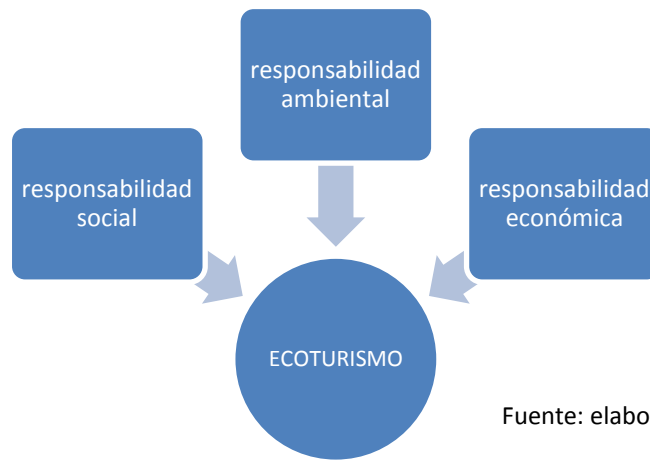 responsabilidad
ambiental
responsabilidad
social
responsabilidad
económica
ECOTURISMO
Fuente: elabo